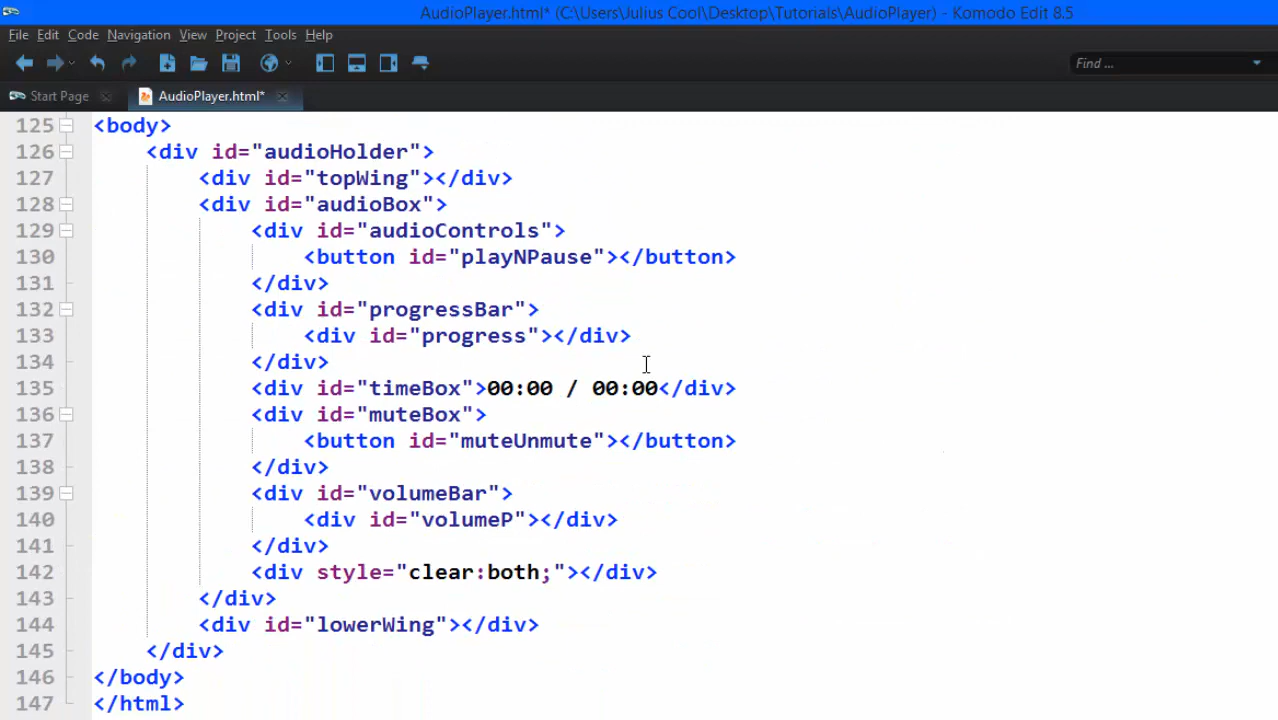 AudioPlayer.html* (C:\Users\Julius Cool\Desktop\Tutorials\AudioPlayer) - Komodo Edit 8.5
File Edit Code Navigation View Project Tools Help
Find ...
Start Page AudioPlayer.html*
125 <body>
126 <div id="audioHolder">
127 <div id="topWing"></div>
128 <div id="audioBox">
129 <div id="audioControls">
130 <button id="playNPause"></button>
131 </div>
132 <div id="progressBar">
133 <div id="progress"></div>
134 </div>
135 <div id="timeBox">00:00 / 00:00</div>
136 <div id="muteBox">
137 <button id="muteUnmute"></button>
138 </div>
139 <div id="volumeBar">
140 <div id="volumeP"></div>
141 </div>
142 <div style="clear:both;"></div>
143 </div>
144 <div id="lowerWing"></div>
145 </div>
146 </body>
147 </html>